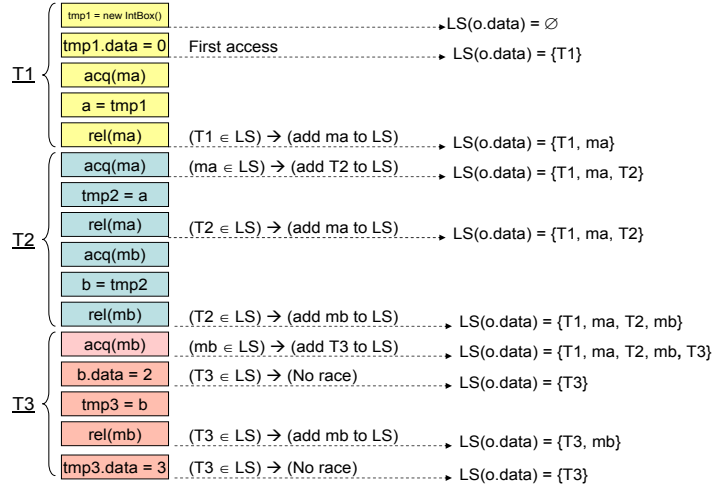 tmp1 = new IntBox() LS(o.data) = ∅
tmp1.data = 0 First access LS(o.data) = {T1}
T1
acq(ma)
a = tmp1
rel(ma) (T1 ∈ LS) → (add ma to LS) LS(o.data) = {T1, ma}
acq(ma) (ma ∈ LS) → (add T2 to LS) LS(o.data) = {T1, ma, T2}
tmp2 = a
rel(ma) (T2 ∈ LS) → (add ma to LS) LS(o.data) = {T1, ma, T2}
T2
acq(mb)
b = tmp2
rel(mb) (T2 ∈ LS) → (add mb to LS) LS(o.data) = {T1, ma, T2, mb}
acq(mb) (mb ∈ LS) → (add T3 to LS) LS(o.data) = {T1, ma, T2, mb, T3}
b.data = 2 (T3 ∈ LS) → (No race) LS(o.data) = {T3}
T3
tmp3 = b
rel(mb) (T3 ∈ LS) → (add mb to LS) LS(o.data) = {T3, mb}
tmp3.data = 3 (T3 ∈ LS) → (No race) LS(o.data) = {T3}